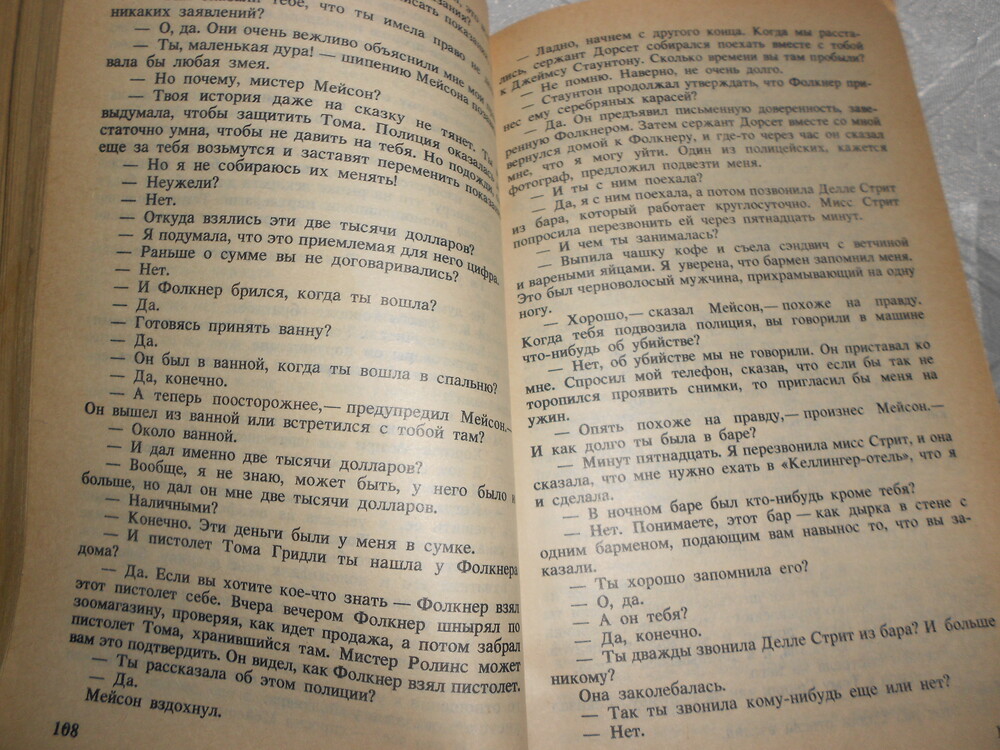 что ты имела право не
никаких заявлений?
— О, да. Они очень вежливо объяснили мне мои
— Ты, маленькая дура! — шипению Мейсона
вала бы любая змея.
— Но почему, мистер Мейсон?
— Твоя история даже на сказку не тянет. Ты
выдумала, чтобы защитить Тома. Полиция оказалась
статочно умна, чтобы не давить на тебя. Но подожди,
еще за тебя возьмутся и заставят переменить показания
— Но я не собираюсь их менять!
— Неужели?
— Нет.
— Откуда взялись эти две тысячи долларов?
— Я подумала, что это приемлемая для него цифра.
— Раньше о сумме вы не договаривались?
— Нет.
— И Фолкнер брился, когда ты вошла?
— Да.
— Готовясь принять ванну?
— Да.
— Он был в ванной, когда ты вошла в спальню?
— Да, конечно.
— А теперь поосторожнее,— предупредил Мейсон.—
Он вышел из ванной или встретился с тобой там?
— Около ванной.
— И дал именно две тысячи долларов?
— Вообще, я не знаю, может быть, у него было и
больше, но дал он мне две тысячи долларов.
— Наличными?
— Конечно. Эти деньги были у меня в сумке.
— И пистолет Тома Гридли ты нашла у Фолкнера
дома?
— Да. Если вы хотите кое-что знать — Фолкнер взял
этот пистолет себе. Вчера вечером Фолкнер шнырял по
зоомагазину, проверяя, как идет продажа, а потом забрал
пистолет Тома, хранившийся там. Мистер Ролинс может
вам это подтвердить. Он видел, как Фолкнер взял пистолет.
— Ты рассказала об этом полиции?
— Да.
Мейсон вздохнул.
108
— Ладно, начнем с другого конца. Когда мы расста-
лись, сержант Дорсет собирался поехать вместе с тобой
к Джеймсу Стаунтону. Сколько времени вы там пробыли?
— Не помню. Наверно, не очень долго.
— Стаунтон продолжал утверждать, что Фолкнер при-
нес ему серебряных карасей?
— Да. Он предъявил письменную доверенность, заве-
ренную Фолкнером. Затем сержант Дорсет вместе со мной
вернулся домой к Фолкнеру, и где-то через час он сказал
мне, что я могу уйти. Один из полицейских, кажется
фотограф, предложил подвезти меня.
— И ты с ним поехала?
— Да, я с ним поехала, а потом позвонила Делле Стрит
из бара, который работает круглосуточно. Мисс Стрит
попросила перезвонить ей через пятнадцать минут.
— И чем ты занималась?
— Выпила чашку кофе и съела сэндвич с ветчиной
и вареными яйцами. Я уверена, что бармен запомнил меня.
Это был черноволосый мужчина, прихрамывающий на одну
ногу.
— Хорошо,— сказал Мейсон,— похоже на правду.
Когда тебя подвозила полиция, вы говорили в машине
что-нибудь об убийстве?
— Нет, об убийстве мы не говорили. Он приставал ко
мне. Спросил мой телефон, сказав, что если бы так не
торопился проявить снимки, то пригласил бы меня на
ужин.
— Опять похоже на правду,— произнес Мейсон.—
И как долго ты была в баре?
— Минут пятнадцать. Я перезвонила мисс Стрит, и она
сказала, что мне нужно ехать в «Келлингер-отель», что я
и сделала.
— В ночном баре был кто-нибудь кроме тебя?
— Нет. Понимаете, этот бар — как дырка в стене с
одним барменом, подающим вам навынос то, что вы за-
казали.
— Ты хорошо запомнила его?
— О, да.
— А он тебя?
— Да, конечно.
— Ты дважды звонила Делле Стрит из бара? И больше
никому?
Она заколебалась.
— Так ты звонила кому-нибудь еще или нет?
— Нет.